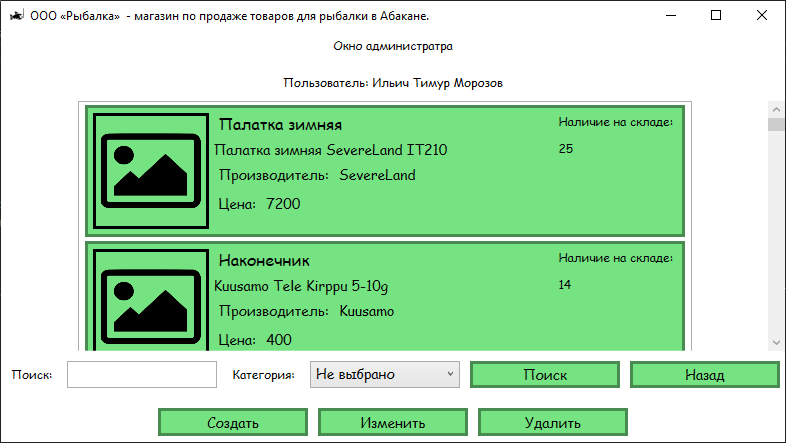 ООО «Рыбалка» - магазин по продаже товаров для рыбалки в Абакане.
Окно администратра
Пользователь: Ильич Тимур Морозов
Палатка зимняя
Наличие на складе:
Палатка зимняя SevereLand IT210
25
Производитель: SevereLand
Цена: 7200
Наконечник
Наличие на складе:
Kuusamo Tele Kirppu 5-10g
14
Производитель: Kuusamo
Цена: 400
Поиск:
Категория: Не выбрано
Поиск
Назад
Создать
Изменить
Удалить